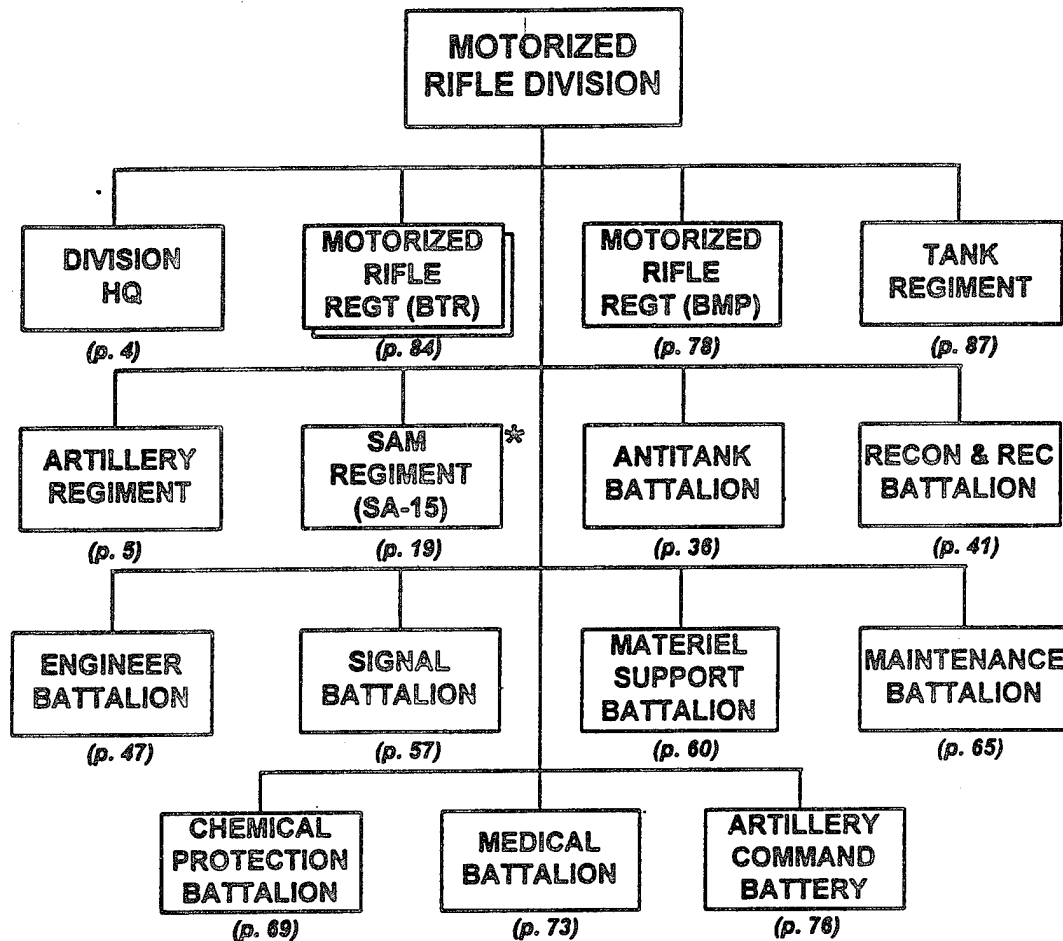 MOTORIZED
RIFLE DIVISION
DIVISION
HQ
(p. 4)
MOTORIZED
RIFLE
REGT (BTR)
(p. 84)
MOTORIZED
RIFLE
REGT (BMP)
(p. 78)
TANK
REGIMENT
(p. 87)
ARTILLERY
REGIMENT
(p. 5)
SAM
REGIMENT
(SA-15)
*
(p. 19)
ANTITANK
BATTALION
(p. 36)
RECON & REC
BATTALION
(p. 41)
ENGINEER
BATTALION
(p. 47)
SIGNAL
BATTALION
(p. 57)
MATERIEL
SUPPORT
BATTALION
(p. 60)
MAINTENANCE
BATTALION
(p. 65)
CHEMICAL
PROTECTION
BATTALION
(p. 69)
MEDICAL
BATTALION
(p. 73)
ARTILLERY
COMMAND
BATTERY
(p. 76)